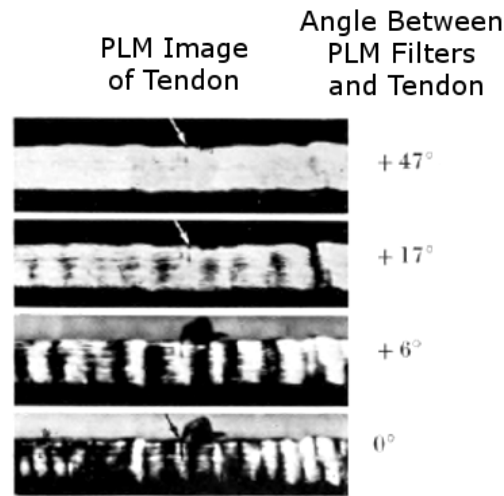 PLM Image
of Tendon
Angle Between
PLM Filters
and Tendon
+ 47°
+ 17°
+ 6°
0°